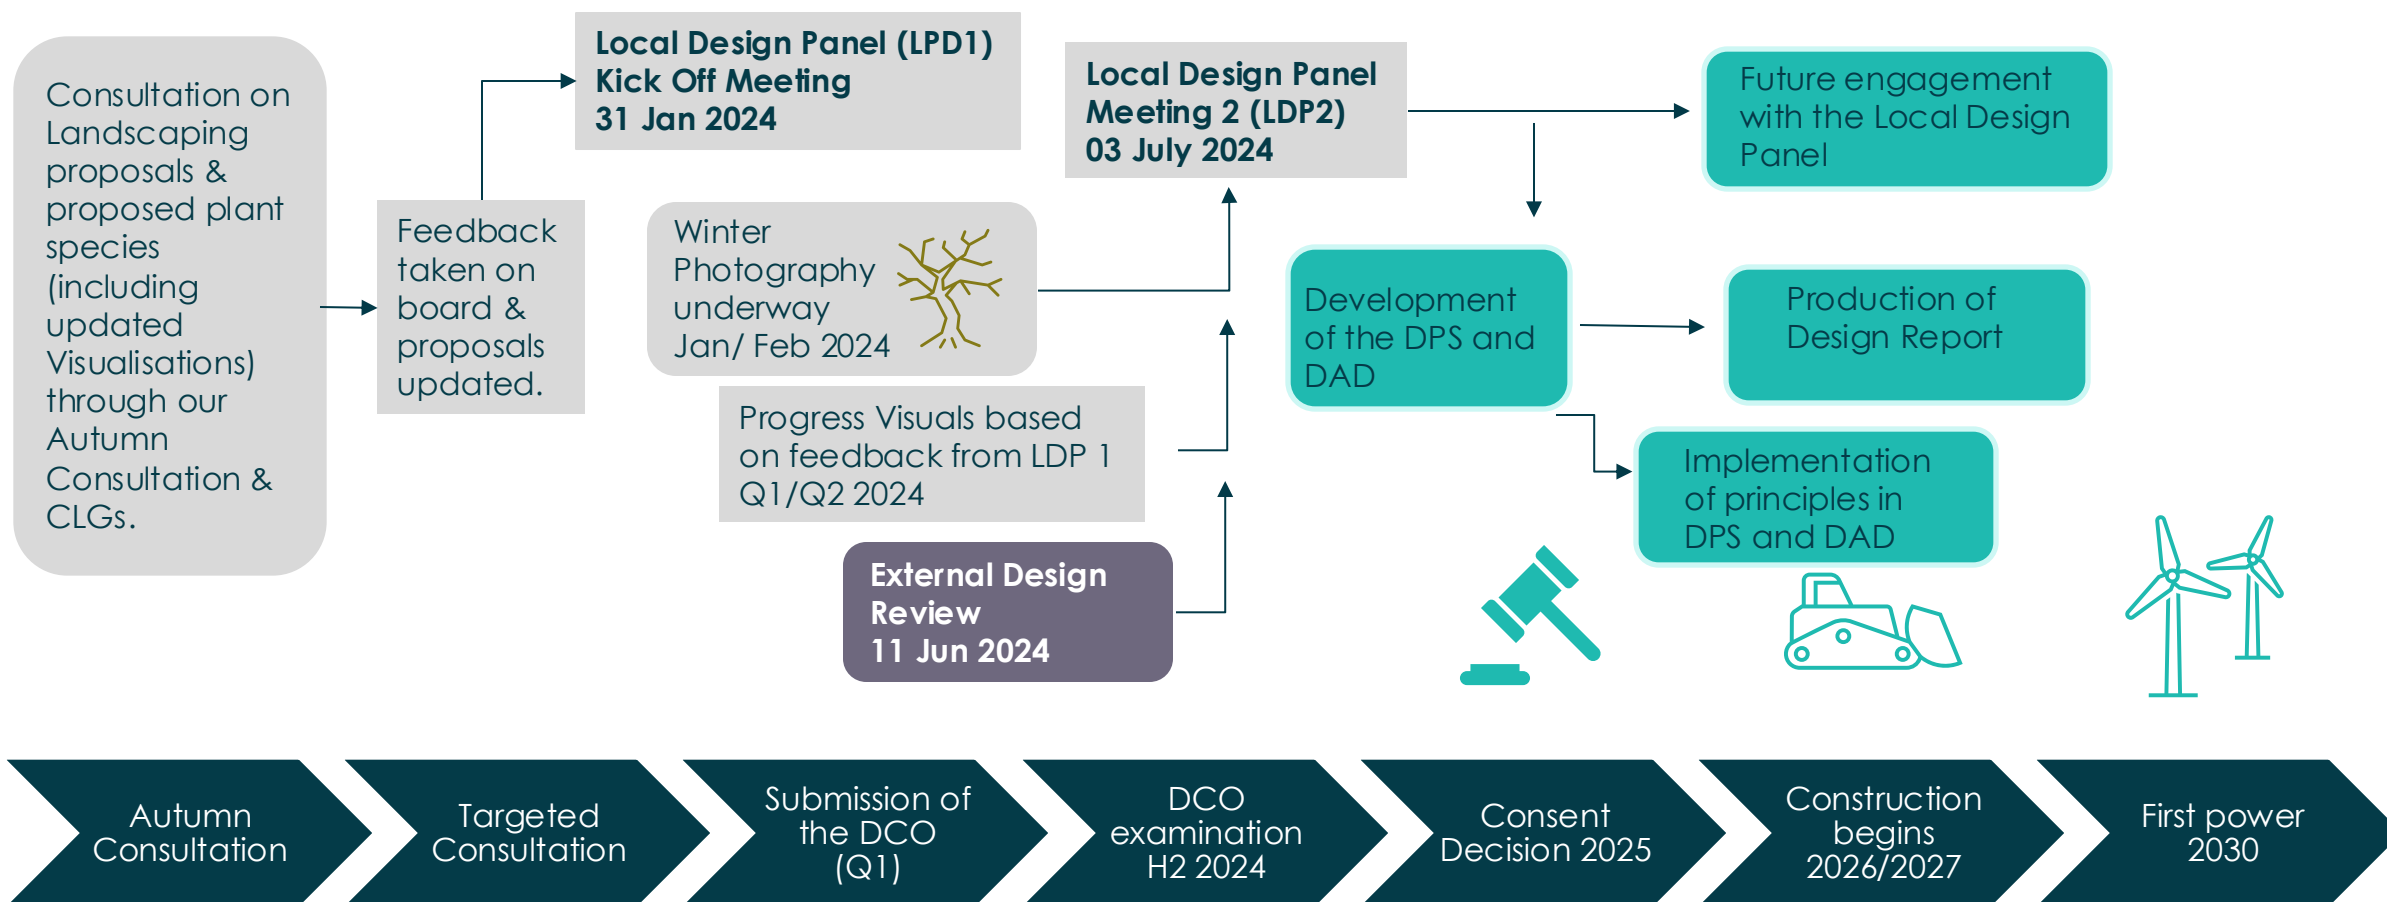 Consultation on
Landscaping
proposals &
proposed plant
species
(including
updated
Visualisations)
through our
Autumn
Consultation &
CLGs.
Feedback
taken on
board &
proposals
updated.
Local Design Panel (LPD1)
Kick Off Meeting
31 Jan 2024
Winter
Photography
underway
Jan/ Feb 2024
Progress Visuals based
on feedback from LDP 1
Q1/Q2 2024
External Design
Review
11 Jun 2024
Local Design Panel
Meeting 2 (LDP2)
03 July 2024
Future engagement
with the Local Design
Panel
Development
of the DPS and
DAD
Production of
Design Report
Implementation
of principles in
DPS and DAD
Autumn
Consultation
Targeted
Consultation
Submission of
the DCO
(Q1)
DCO
examination
H2 2024
Consent
Decision 2025
Construction
begins
2026/2027
First power
2030